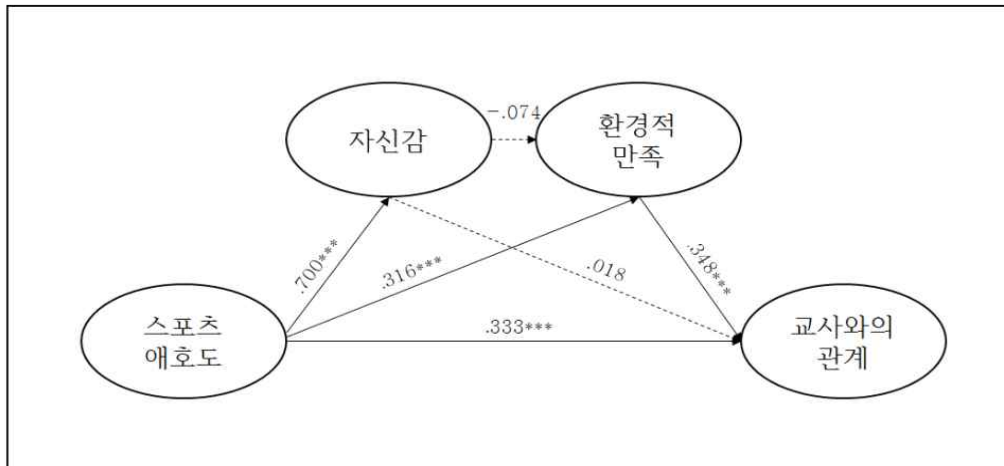 −.074
자신감
환경적
만족
.700***
.316***
.018
.348***
.333***
스포츠
애호도
교사와의
관계